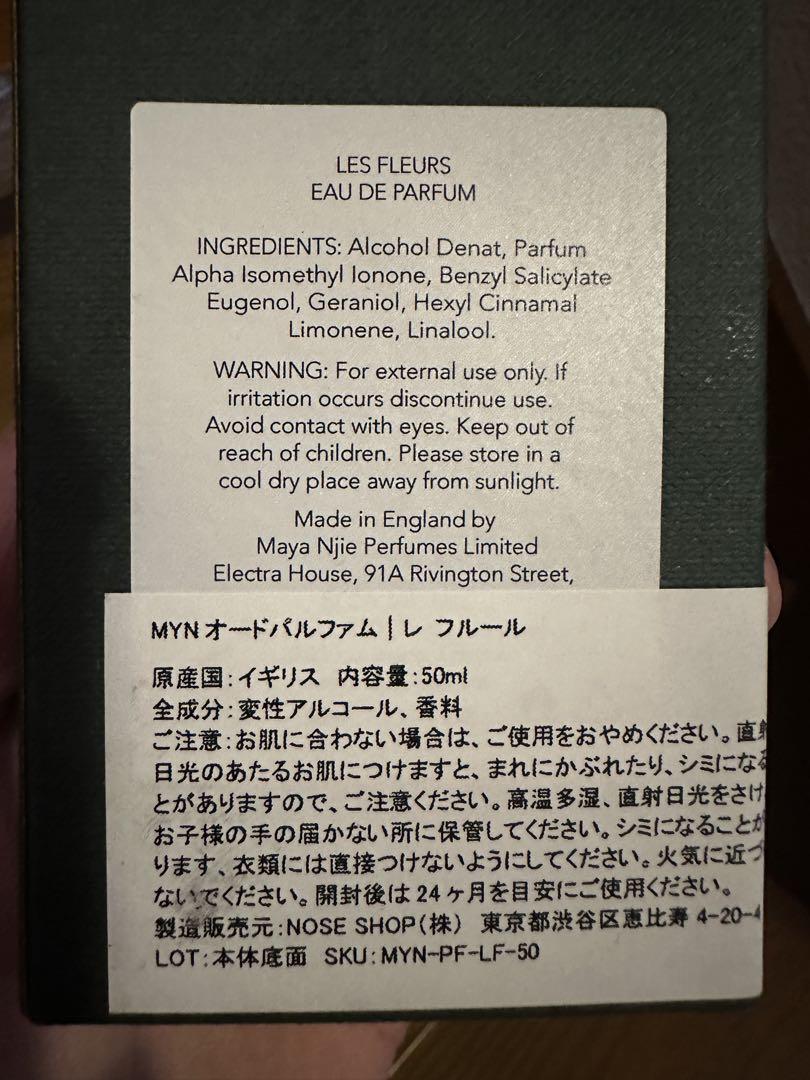 LES FLEURS
EAU DE PARFUM
INGREDIENTS: Alcohol Denat, Parfum
Alpha Isomethyl Ionone, Benzyl Salicylate
Eugenol, Geraniol, Hexyl Cinnamal
Limonene, Linalool.
WARNING: For external use only. If
irritation occurs discontinue use.
Avoid contact with eyes. Keep out of
reach of children. Please store in a
cool dry place away from sunlight.
Made in England by
Maya Njie Perfumes Limited
Electra House, 91A Rivington Street,
MYN オードパルファム | レ フルール
原産国:イギリス 内容量:50ml
全成分:変性アルコール、香料
ご注意:お肌に合わない場合は、ご使用をおやめください。直射
日光のあたるお肌につけますと、まれにかぶれたり、シミになる
とがありますので、ご注意ください。高温多湿、直射日光をさけ
お子様の手の届かない所に保管してください。シミになることが
ります、衣類には直接つけないようにしてください。火気に近づ
ないでください。開封後は24ヶ月を目安にご使用ください。
製造販売元:NOSE SHOP(株) 東京都渋谷区恵比寿 4-20-4
LOT:本体底面 SKU:MYN-PF-LF-50